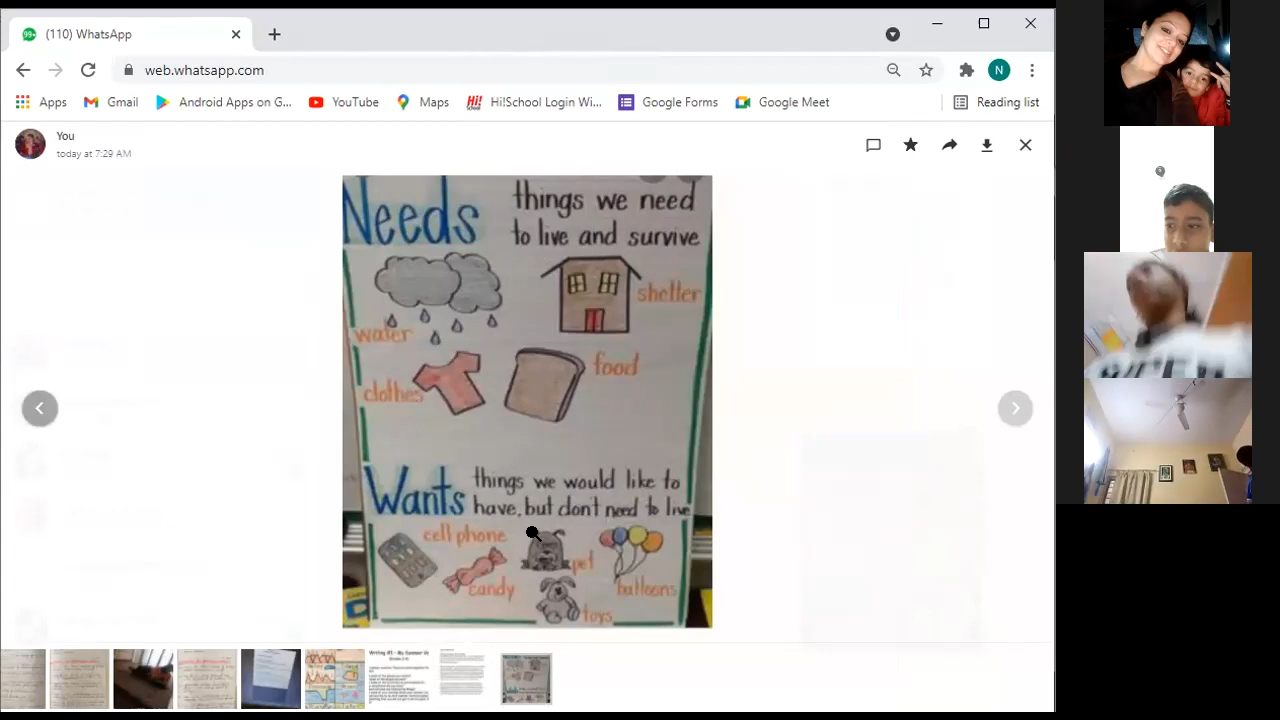 (110) WhatsApp
web.whatsapp.com
N
Apps
Gmail
Android Apps on G...
YouTube
Maps
Hi! Hi!School Login Wi...
Google Forms
Google Meet
Reading list
You
today at 7:29 AM
Needs things we need
to live and survive
shelter
water
food
clothes
Wants things we would like to
have, but don't need to live
cell phone
pet
candy
balloons
toys